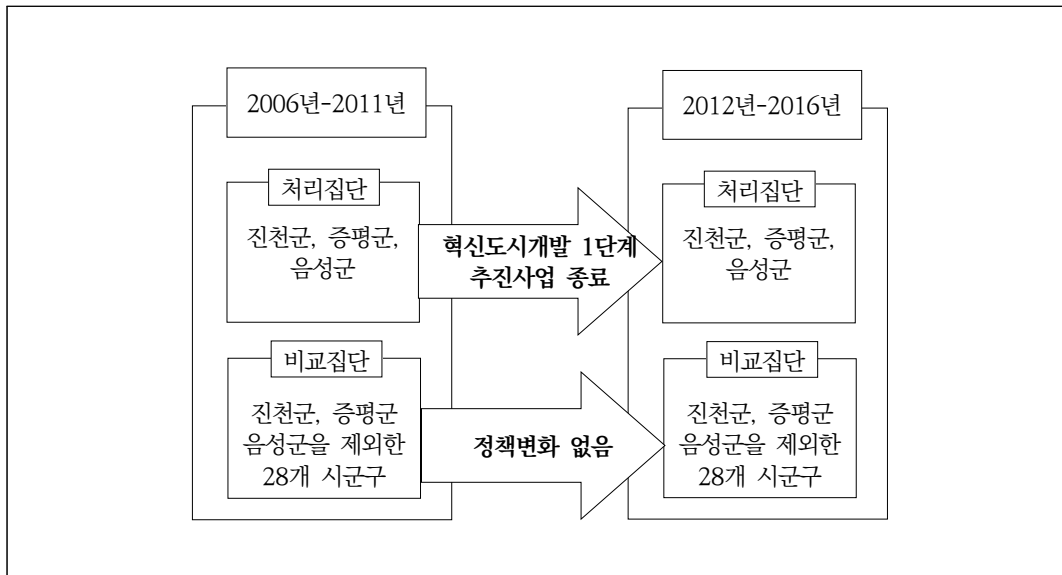 2006년-2011년
처리집단
진천군, 증평군,
음성군
비교집단
진천군, 증평군
음성군을 제외한
28개 시군구
혁신도시개발 1단계
추진사업 종료
정책변화 없음
2012년-2016년
처리집단
진천군, 증평군,
음성군
비교집단
진천군, 증평군
음성군을 제외한
28개 시군구